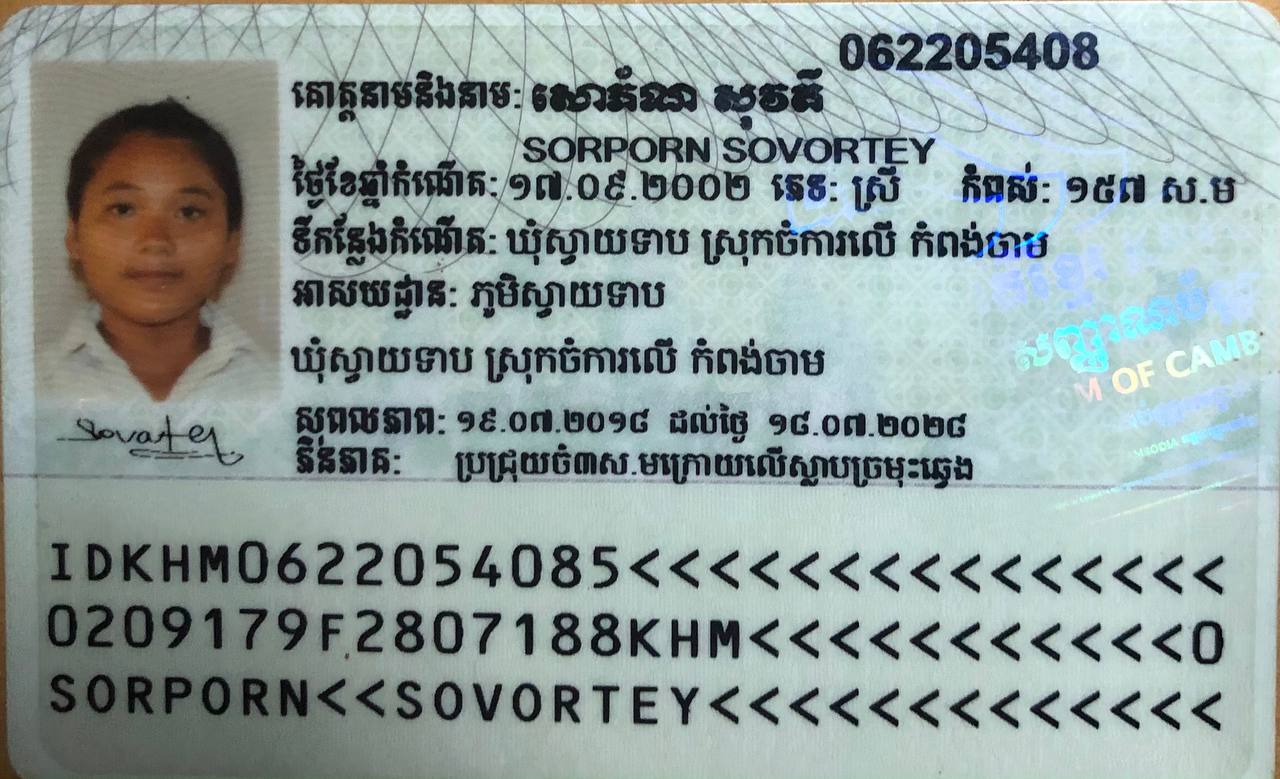 062205408
គោត្តនាមនិងនាម: សោភ័ណ សុវតី
SORPORN SOVORTEY
ថ្ងៃខែឆ្នាំកំណើត: ១៧.០៩.២០០២ ភេទ: ស្រី កំពស់: ១៥៧ ស.ម
ទីកន្លែងកំណើត: ឃុំស្វាយទាប ស្រុកចំការលើ កំពង់ចាម
អាសយដ្ឋាន: ភូមិស្វាយទាប
ឃុំស្វាយទាប ស្រុកចំការលើ កំពង់ចាម
សុពលភាព: ១៩.០៧.២០១៨ ដល់ថ្ងៃ ១៨.០៧.២០២៨
ភិនភាគ: ប្រជ្រុយចំ៣ស.មក្រោយលើស្លាបច្រមុះឆ្វេង
Sovortey
M OF CAMB
IDKHM0622054085<<<<<<<<<<<<<<<
0209179F2807188KHM<<<<<<<<<<<0
SORPORN<<SOVORTEY<<<<<<<<<<<<<